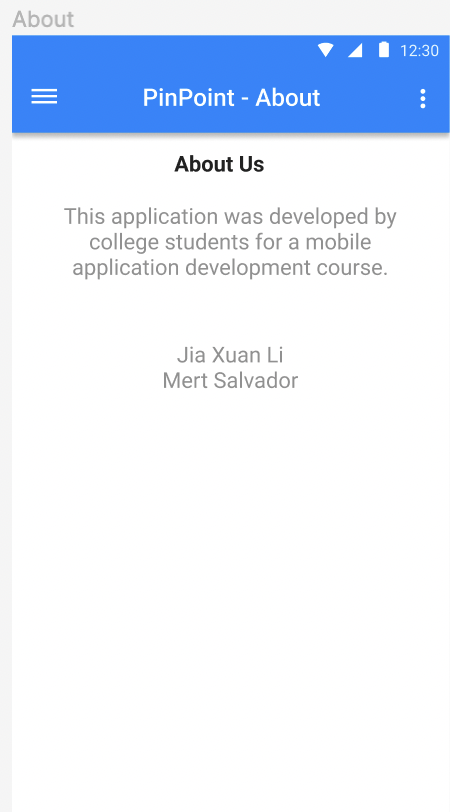 About
12:30
PinPoint - About
About Us
This application was developed by
college students for a mobile
application development course.
Jia Xuan Li
Mert Salvador